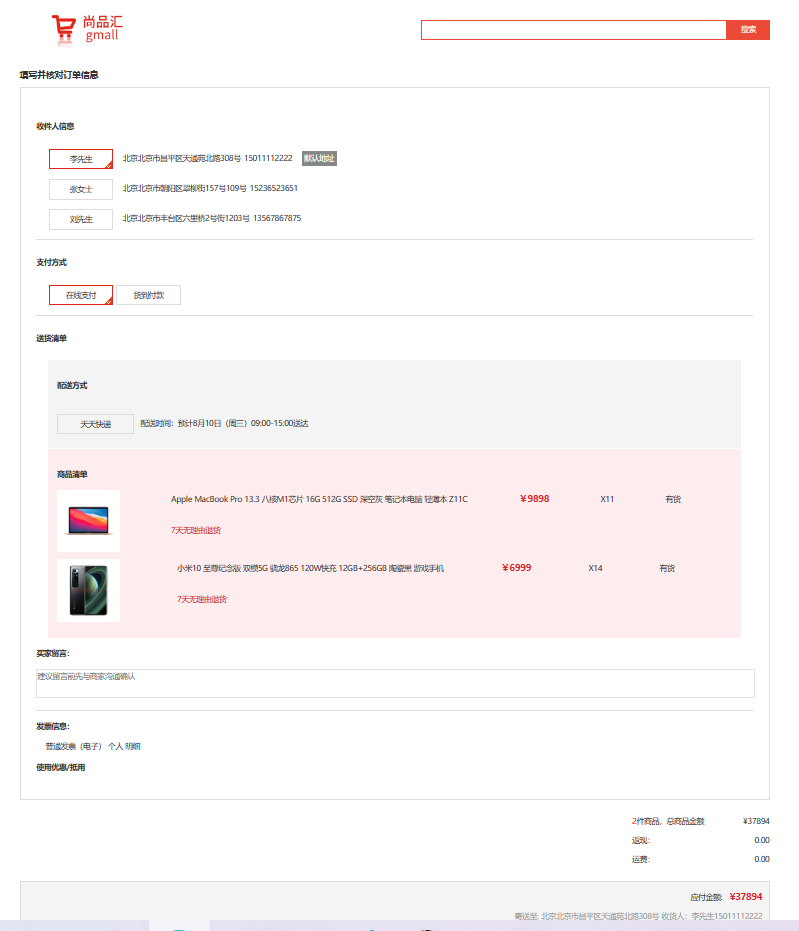 尚品汇
gmall
搜索
填写并核对订单信息
收件人信息
李先生 北京北京市昌平区天通苑北路308号 15011112222 默认地址
张女士 北京北京市朝阳区翠柳街157号109号 15236523651
刘先生 北京北京市丰台区六里桥2号街1203号 13567867875
支付方式
在线支付 货到付款
送货清单
配送方式
天天快递 配送时间：预计8月10日（周三）09:00-15:00送达
商品清单
Apple MacBook Pro 13.3 八核M1芯片 16G 512G SSD 深空灰 笔记本电脑 轻薄本 Z11C ￥9898 X11 有货
7天无理由退货
小米10 至尊纪念版 双模5G 骁龙865 120W快充 12GB+256GB 陶瓷黑 游戏手机 ￥6999 X14 有货
7天无理由退货
买家留言：
建议留言前先与商家沟通确认
发票信息：
普通发票（电子） 个人 明细
使用优惠/抵用
2件商品，总商品金额 ¥37894
返现： 0.00
运费： 0.00
应付金额: ¥37894
寄送至: 北京北京市昌平区天通苑北路308号 收货人：李先生15011112222